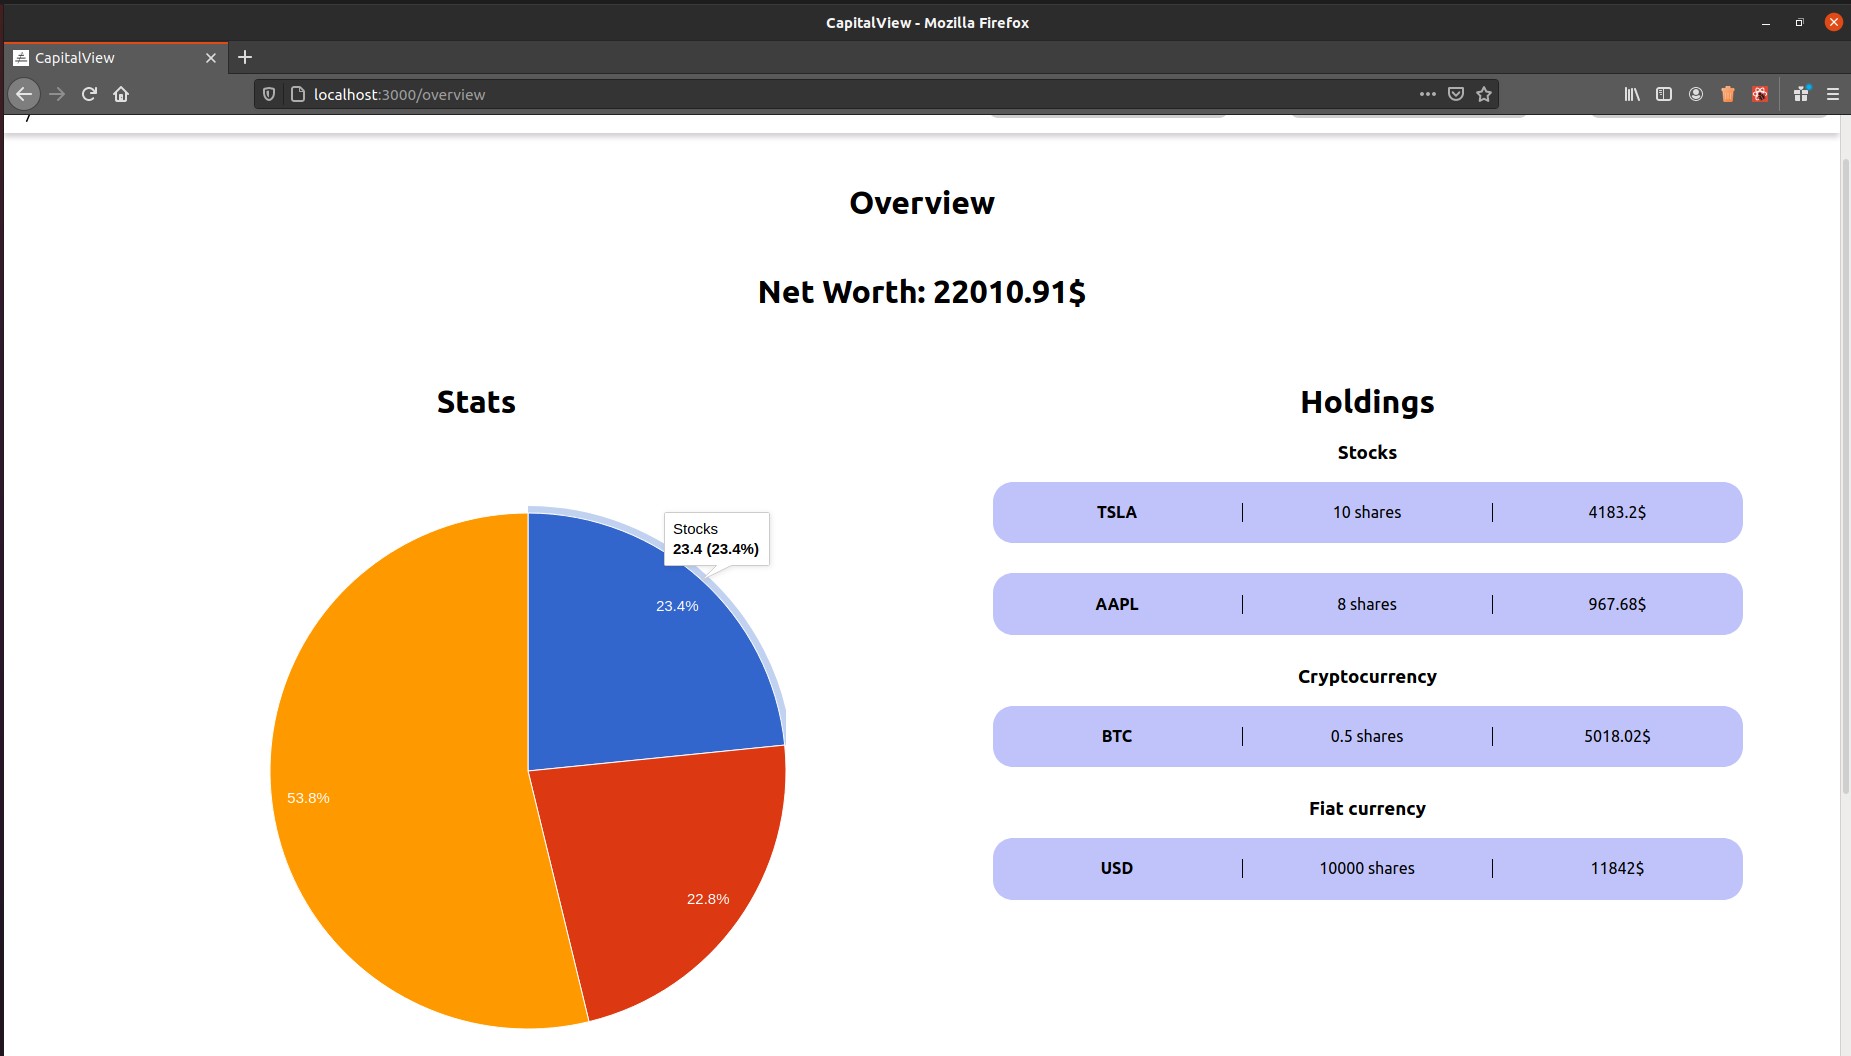 CapitalView - Mozilla Firefox
CapitalView
localhost:3000/overview
Overview
Net Worth: 22010.91$
Stats
Holdings
Stocks
TSLA | 10 shares | 4183.2$
AAPL | 8 shares | 967.68$
Cryptocurrency
BTC | 0.5 shares | 5018.02$
Fiat currency
USD | 10000 shares | 11842$
Stocks
23.4 (23.4%)
23.4%
53.8%
22.8%